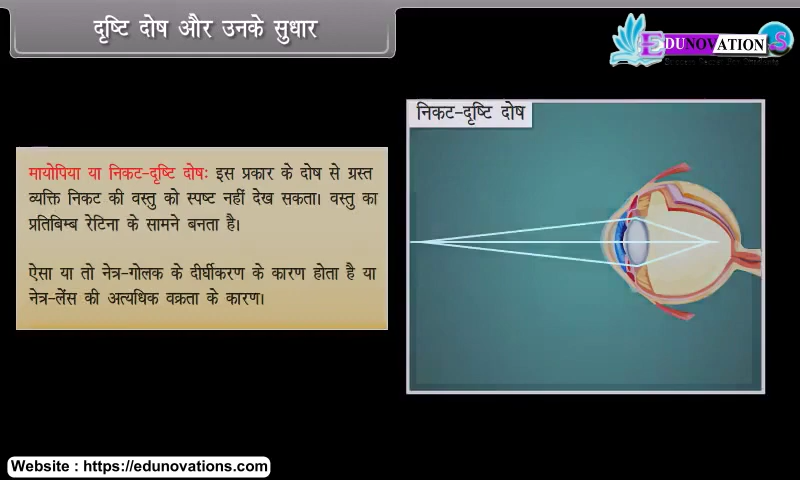 दृष्टि दोष और उनके सुधार
EDUNOVATION S
निकट-दृष्टि दोष
मायोपिया या निकट-दृष्टि दोषः इस प्रकार के दोष से ग्रस्त
व्यक्ति निकट की वस्तु को स्पष्ट नहीं देख सकता। वस्तु का
प्रतिबिम्ब रेटिना के सामने बनता है।
ऐसा या तो नेत्र-गोलक के दीर्घीकरण के कारण होता है या
नेत्र-लेंस की अत्यधिक वक्रता के कारण।
Website : https://edunovations.com